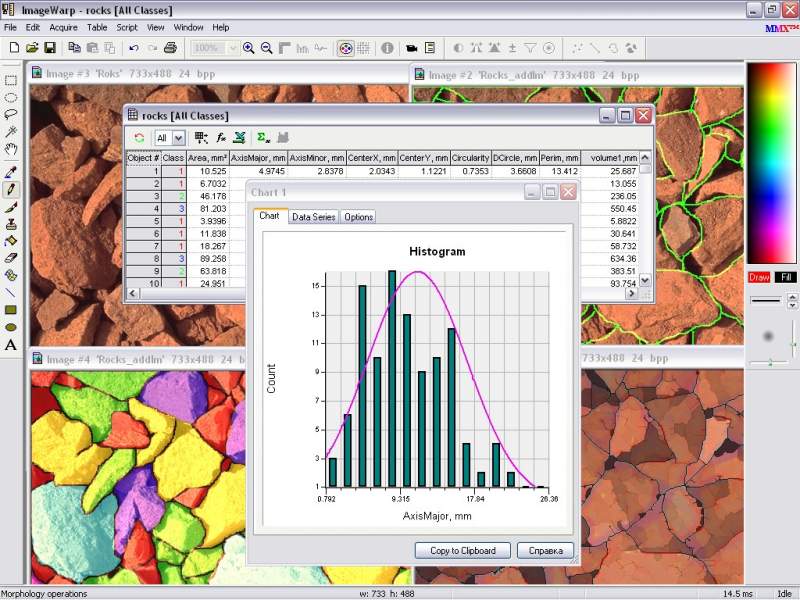 ImageWarp - rocks [All Classes]
File Edit Acquire Table Script View Window Help
MMX™
100%
Image #3 'Roks' 733x488 24 bpp
Image #2 'Rocks_addIm' 733x488 24 bpp
rocks [All Classes]
All
Object # Class Area, mm² AxisMajor, mm AxisMinor, mm CenterX, mm CenterY, mm Circularity DCircle, mm Perim, mm volume1, mm
1 1 10.525 4.9745 2.8378 2.0343 1.1221 0.7353 3.6608 13.412 25.687
2 1 6.7032 13.055
3 2 46.178 236.05
4 3 81.203 550.45
5 1 3.9396 5.8822
6 1 11.838 30.641
7 1 18.267 58.732
8 3 89.258 634.36
9 2 63.818 383.51
10 1 24.951 93.754
Chart 1
Chart Data Series Options
Histogram
15
13
11
9
7
5
3
1
Count
0.792 9.315 17.84 26.36
AxisMajor, mm
Copy to Clipboard Справка
Draw Fill
Image #4 'Rocks_addIm' 733x488 24 b
733x488 24 bpp
A
Morphology operations w: 733 h: 488 14.5 ms Idle